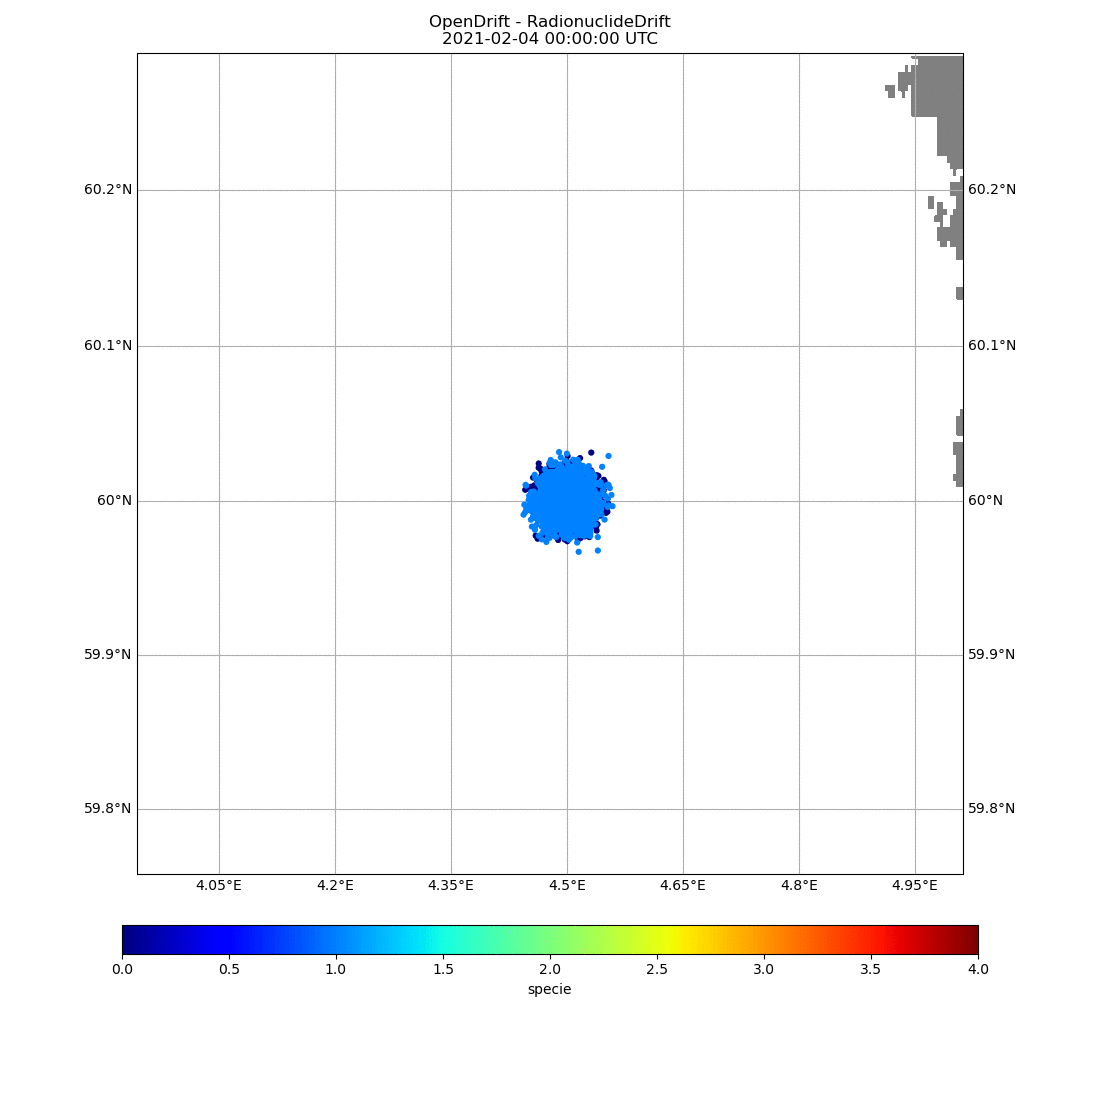 OpenDrift - RadionuclideDrift
2021-02-04 00:00:00 UTC
60.2°N 60.2°N
60.1°N 60.1°N
60°N 60°N
59.9°N 59.9°N
59.8°N 59.8°N
4.05°E 4.2°E 4.35°E 4.5°E 4.65°E 4.8°E 4.95°E
0.0 0.5 1.0 1.5 2.0 2.5 3.0 3.5 4.0
specie